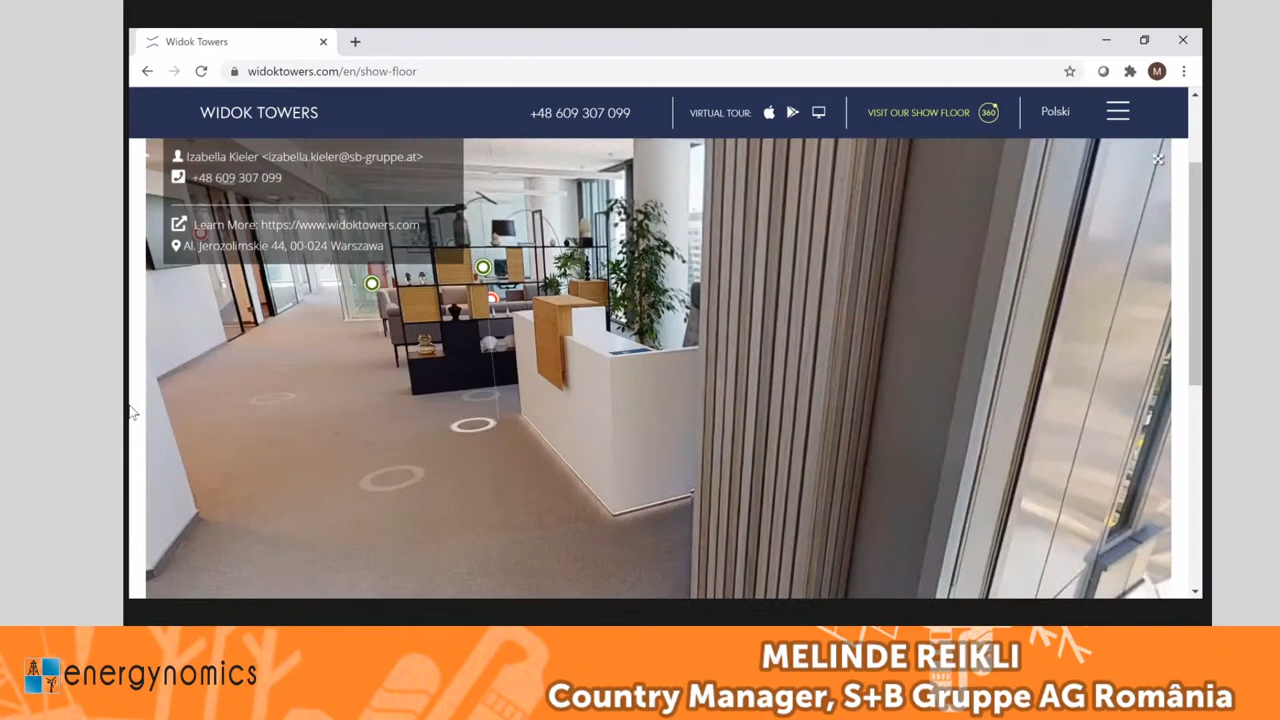 Widok Towers
widoktowers.com/en/show-floor
M
WIDOK TOWERS
+48 609 307 099
VIRTUAL TOUR:
VISIT OUR SHOW FLOOR
360
Polski
Izabella Kieler <izabella.kieler@sb-gruppe.at>
+48 609 307 099
Learn More: https://www.widoktowers.com
Al. Jerozolimskie 44, 00-024 Warszawa
energynomics
MELINDE REIKLI
Country Manager, S+B Gruppe AG România